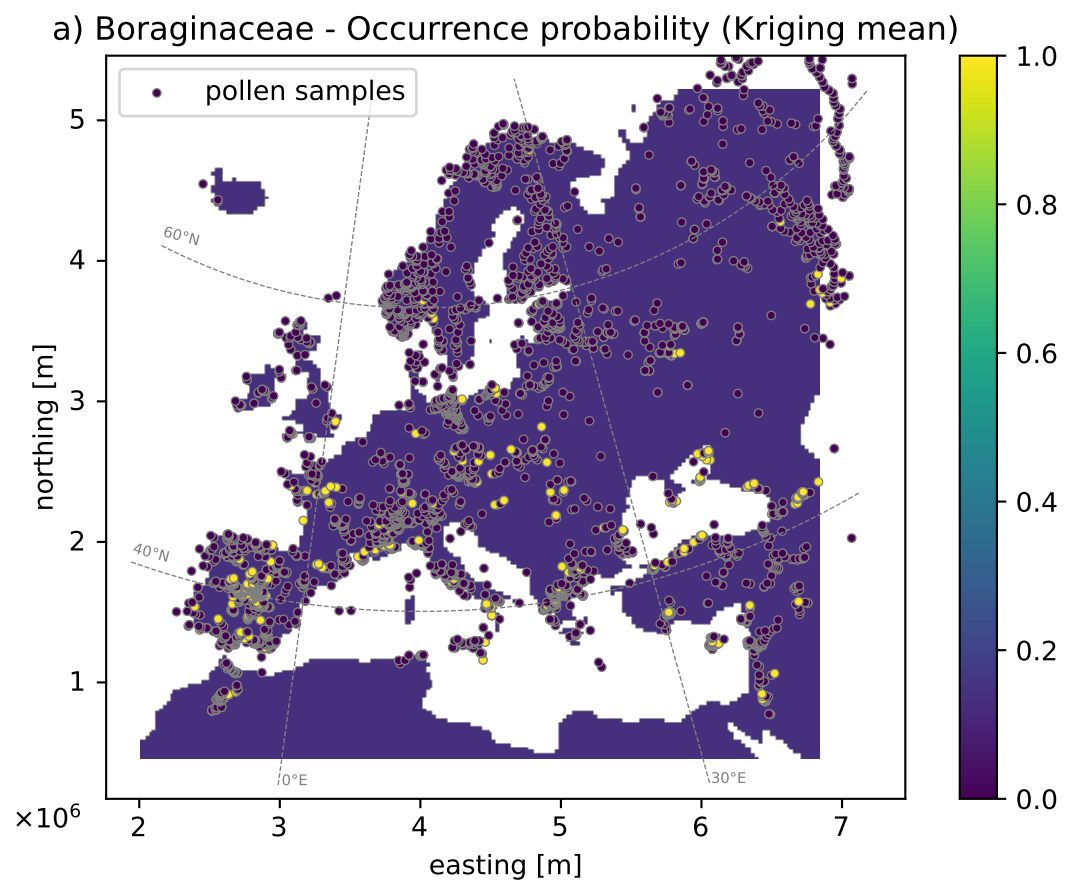 a) Boraginaceae - Occurrence probability (Kriging mean)
pollen samples
60°N
40°N
0°E
30°E
northing [m]
5
4
3
2
1
×10⁶
2 3 4 5 6 7
easting [m]
1.0
0.8
0.6
0.4
0.2
0.0